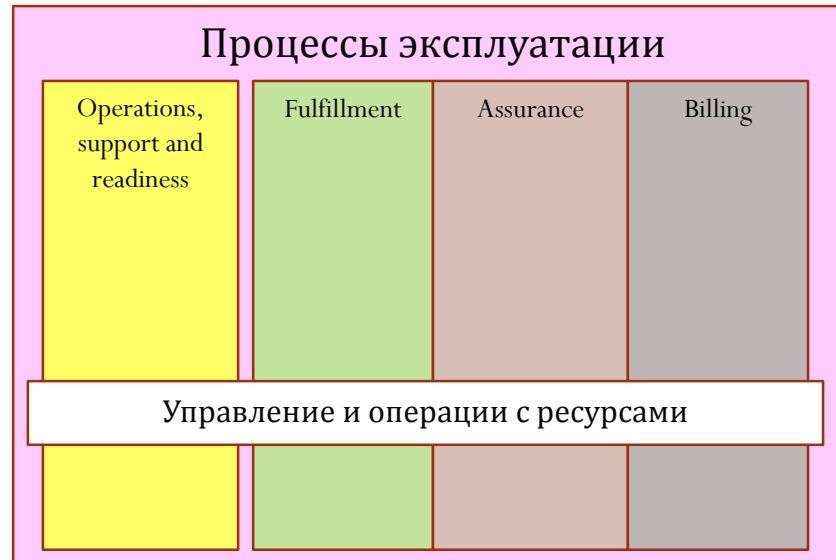 Процессы эксплуатации
Operations,
support and
readiness
Fulfillment
Assurance
Billing
Управление и операции с ресурсами